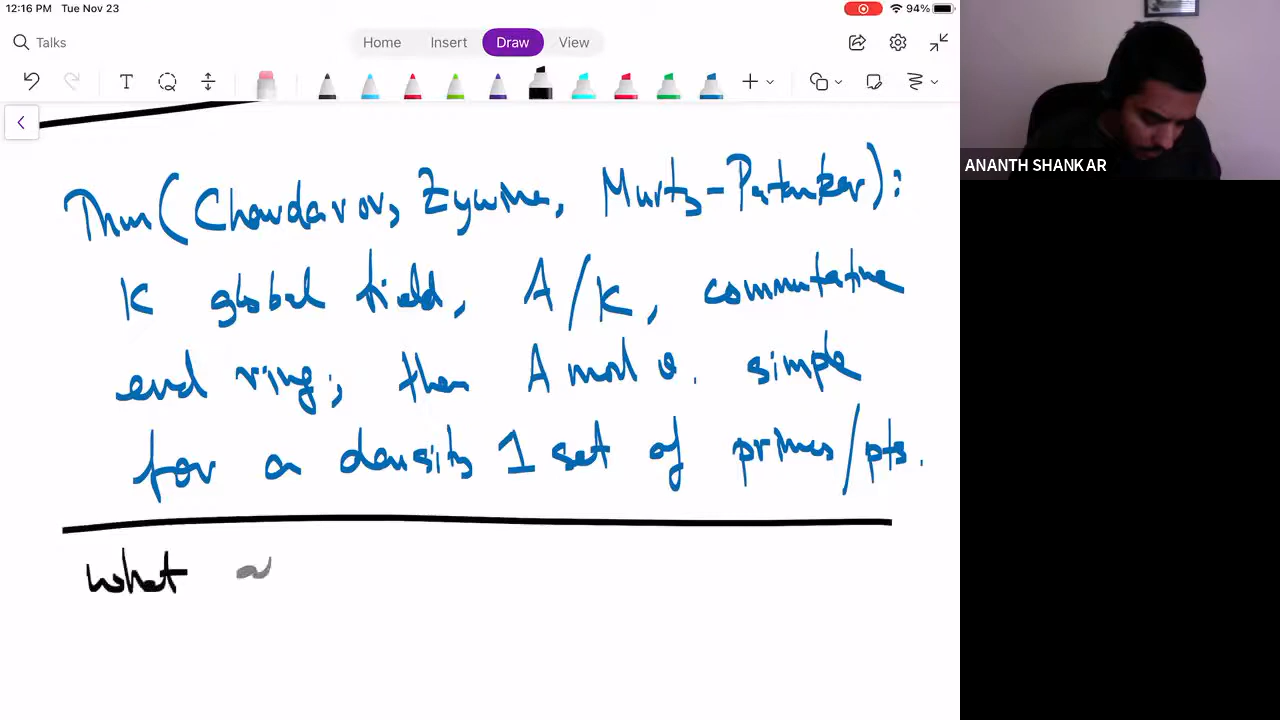 12:16 PM Tue Nov 23
94%
Talks
Home Insert Draw View
T
ANANTH SHANKAR
Thm (Chavdarov, Zywina, Murty-Patankar):
K global field, A/K, commutative
end ring; then A mod v. simple
for a density 1 set of primes/pts.
what